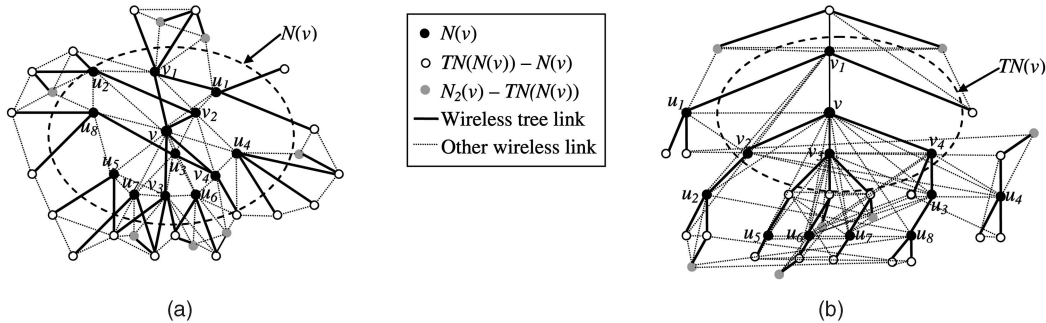 N(v)
v1
u1
u2
v2
u8
v
u4
u3
u5
v4
u7
v3
u6
(a)
N(v)
TN(N(v)) – N(v)
N2(v) – TN(N(v))
Wireless tree link
Other wireless link
TN(v)
v1
u1
v
v2
v3
v4
u2
u3
u4
u5
u6
u7
u8
(b)